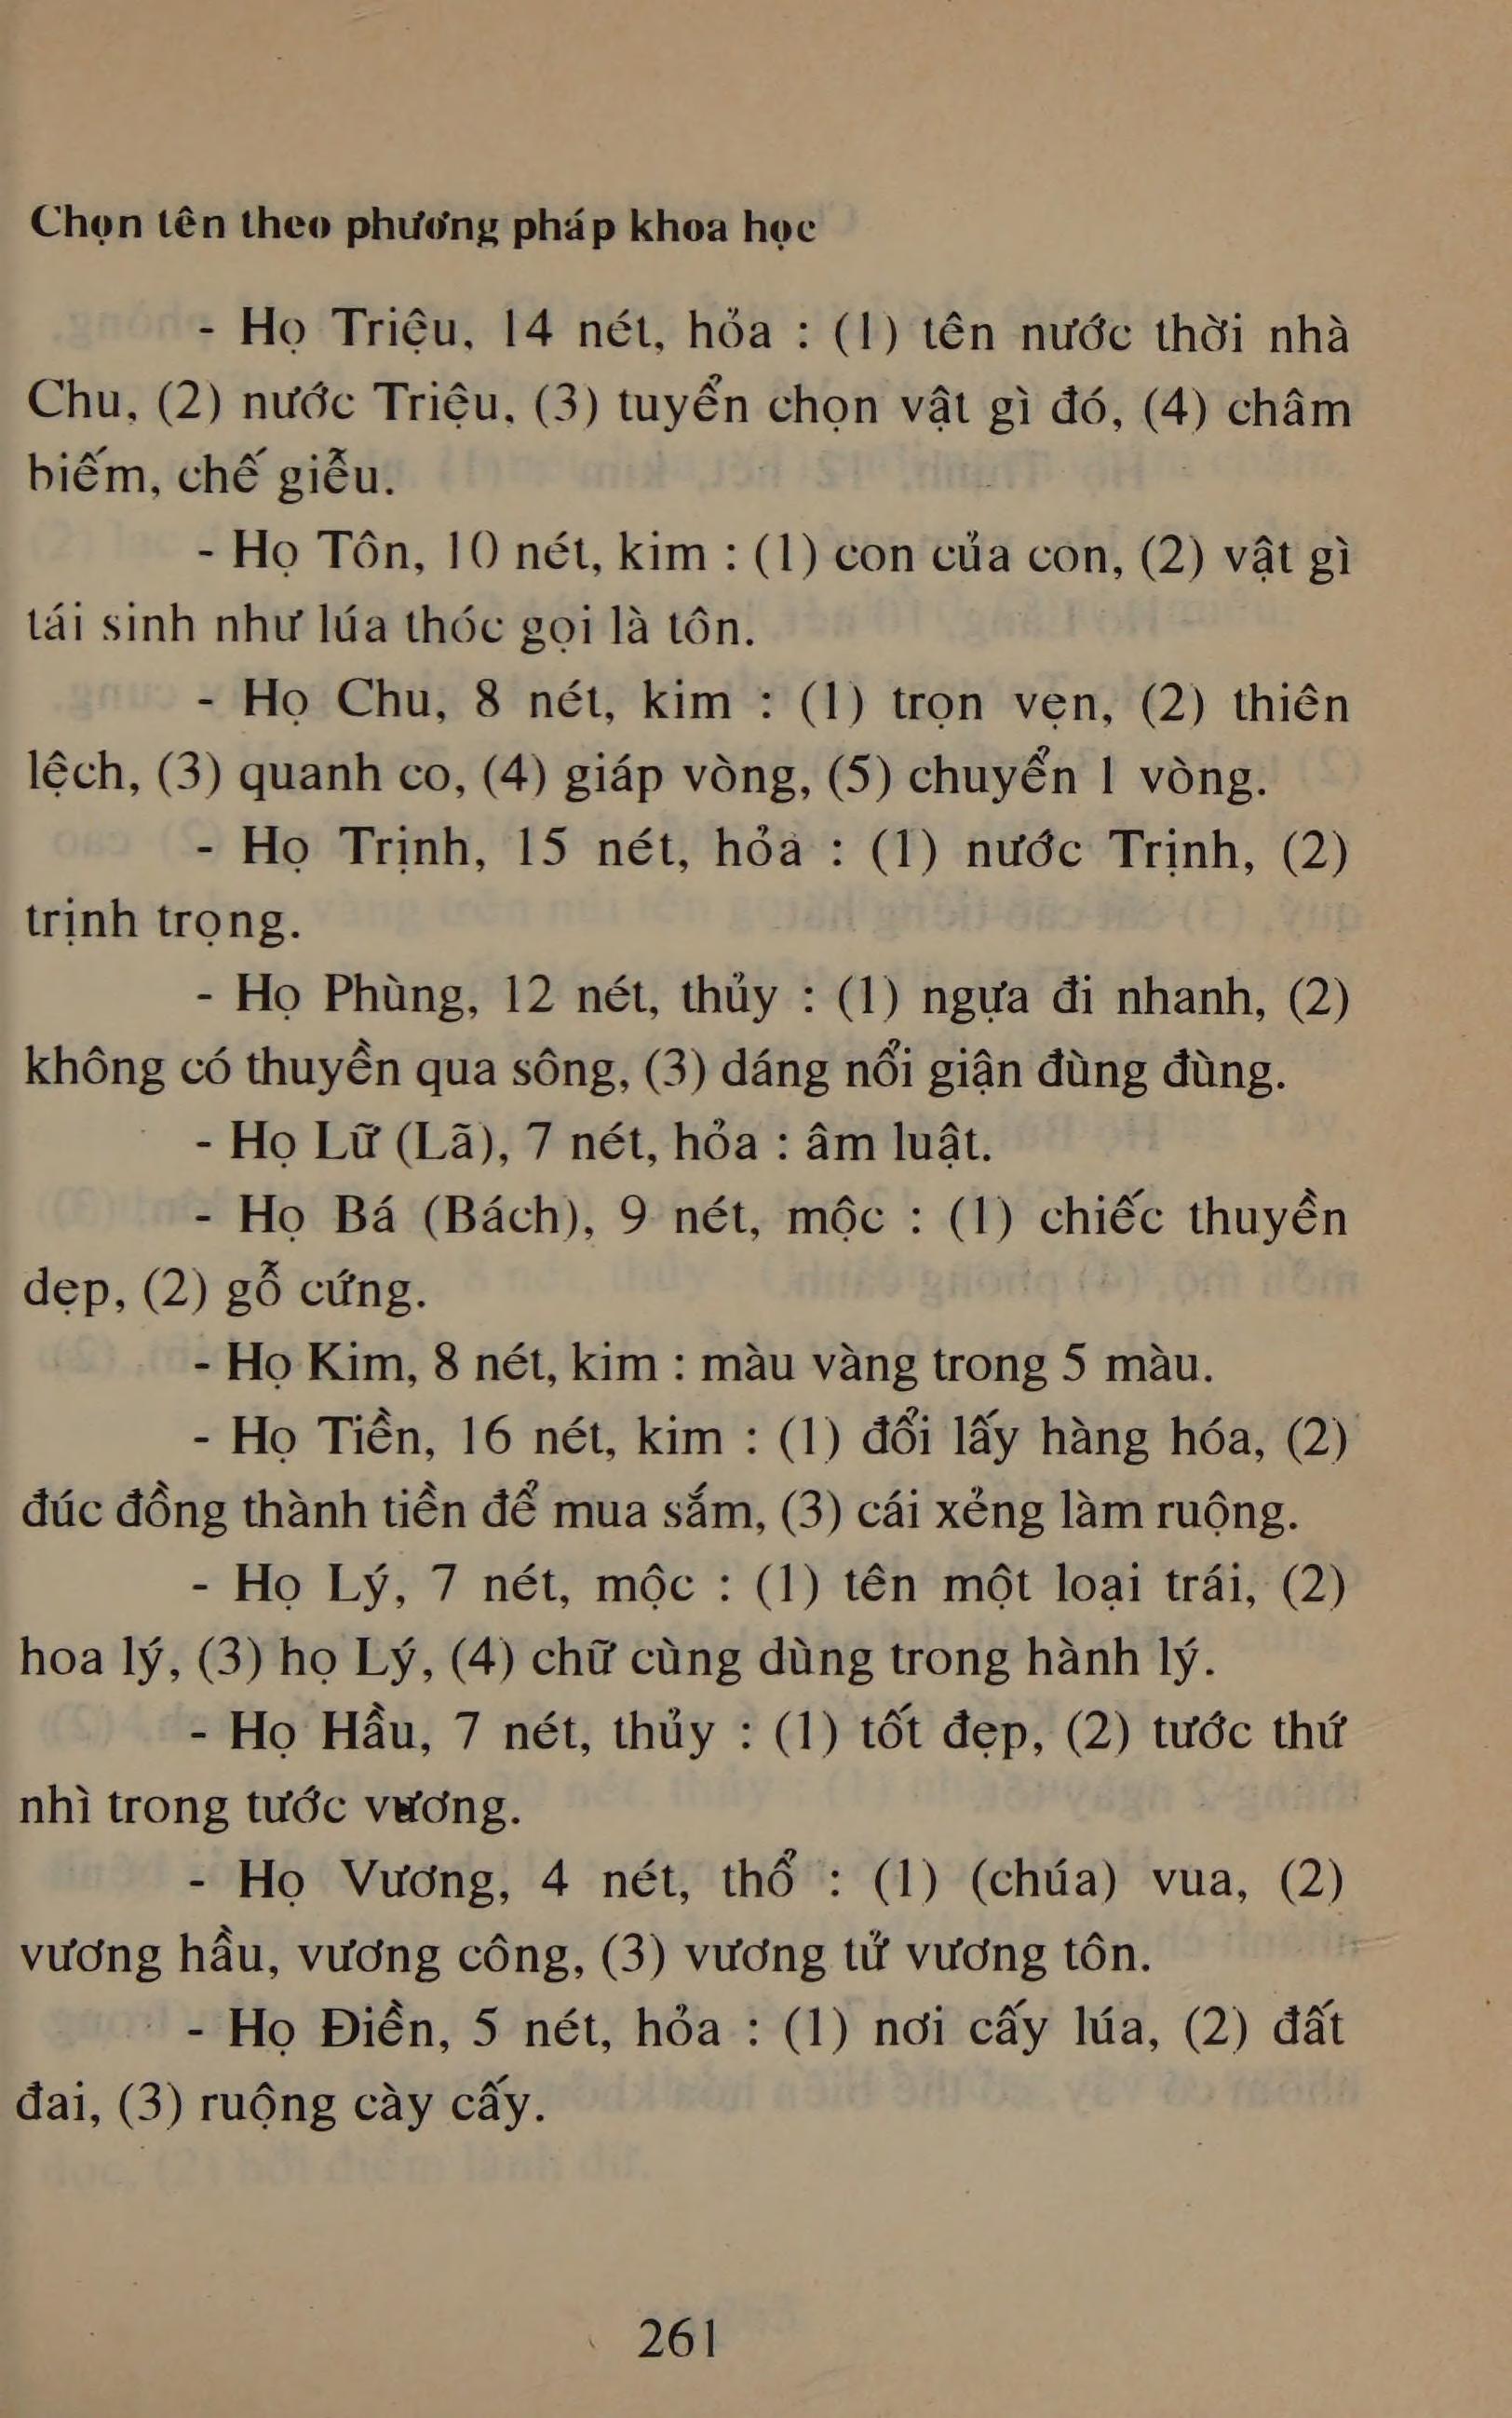 Chọn tên theo phương pháp khoa học
- Họ Triệu, 14 nét, hỏa : (1) tên nước thời nhà
Chu, (2) nước Triệu, (3) tuyển chọn vật gì đó, (4) châm
biếm, chế giễu.
- Họ Tôn, 10 nét, kim : (1) con của con, (2) vật gì
tái sinh như lúa thóc gọi là tôn.
- Họ Chu, 8 nét, kim : (1) trọn vẹn, (2) thiên
lệch, (3) quanh co, (4) giáp vòng, (5) chuyển 1 vòng.
- Họ Trịnh, 15 nét, hỏa : (1) nước Trịnh, (2)
trịnh trọng.
- Họ Phùng, 12 nét, thủy : (1) ngựa đi nhanh, (2)
không có thuyền qua sông, (3) dáng nổi giận đùng đùng.
- Họ Lữ (Lã), 7 nét, hỏa : âm luật.
- Họ Bá (Bách), 9 nét, mộc : (1) chiếc thuyền
dẹp, (2) gỗ cứng.
- Họ Kim, 8 nét, kim : màu vàng trong 5 màu.
- Họ Tiền, 16 nét, kim : (1) đổi lấy hàng hóa, (2)
đúc đồng thành tiền để mua sắm, (3) cái xẻng làm ruộng.
- Họ Lý, 7 nét, mộc : (1) tên một loại trái, (2)
hoa lý, (3) họ Lý, (4) chữ cùng dùng trong hành lý.
- Họ Hầu, 7 nét, thủy : (1) tốt đẹp, (2) tước thứ
nhì trong tước vương.
- Họ Vương, 4 nét, thổ : (1) (chúa) vua, (2)
vương hầu, vương công, (3) vương tử vương tôn.
- Họ Điền, 5 nét, hỏa : (1) nơi cấy lúa, (2) đất
đai, (3) ruộng cày cấy.
261